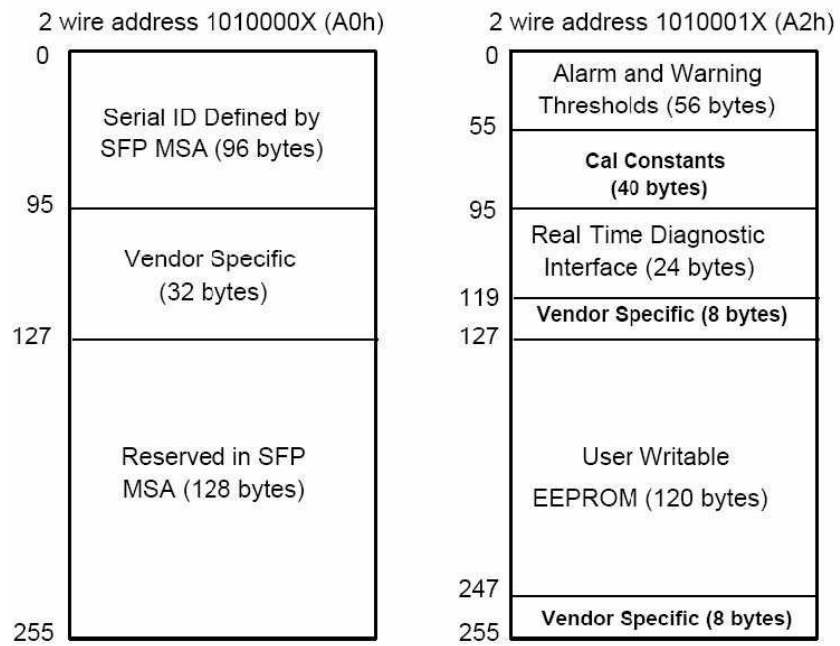 2 wire address 1010000X (A0h)
0
Serial ID Defined by
SFP MSA (96 bytes)
95
Vendor Specific
(32 bytes)
127
Reserved in SFP
MSA (128 bytes)
255
2 wire address 1010001X (A2h)
0
Alarm and Warning
Thresholds (56 bytes)
55
Cal Constants
(40 bytes)
95
Real Time Diagnostic
Interface (24 bytes)
119
Vendor Specific (8 bytes)
127
User Writable
EEPROM (120 bytes)
247
Vendor Specific (8 bytes)
255